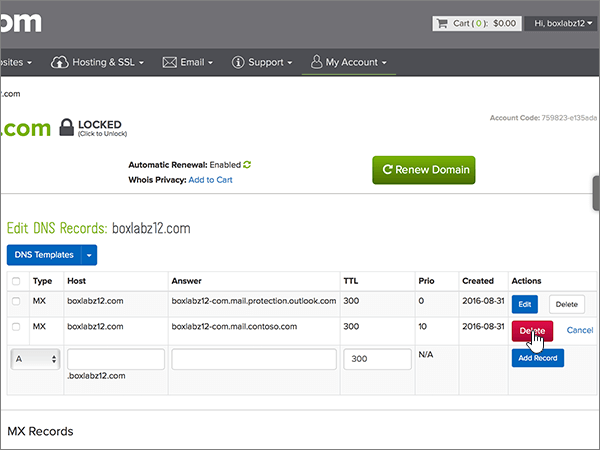 om
Cart ( 0 ): $0.00
Hi, boxlabz12
osites
Hosting & SSL
Email
Support
My Account
2.com
.com
LOCKED
(Click to Unlock)
Account Code: 759823-e135ada
Automatic Renewal: Enabled
Whois Privacy: Add to Cart
Renew Domain
Edit DNS Records: boxlabz12.com
DNS Templates
Type Host Answer TTL Prio Created Actions
MX boxlabz12.com boxlabz12-com.mail.protection.outlook.com 300 0 2016-08-31 Edit Delete
MX boxlabz12.com boxlabz12-com.mail.contoso.com 300 10 2016-08-31 Delete Cancel
A 300 N/A Add Record
.boxlabz12.com
MX Records